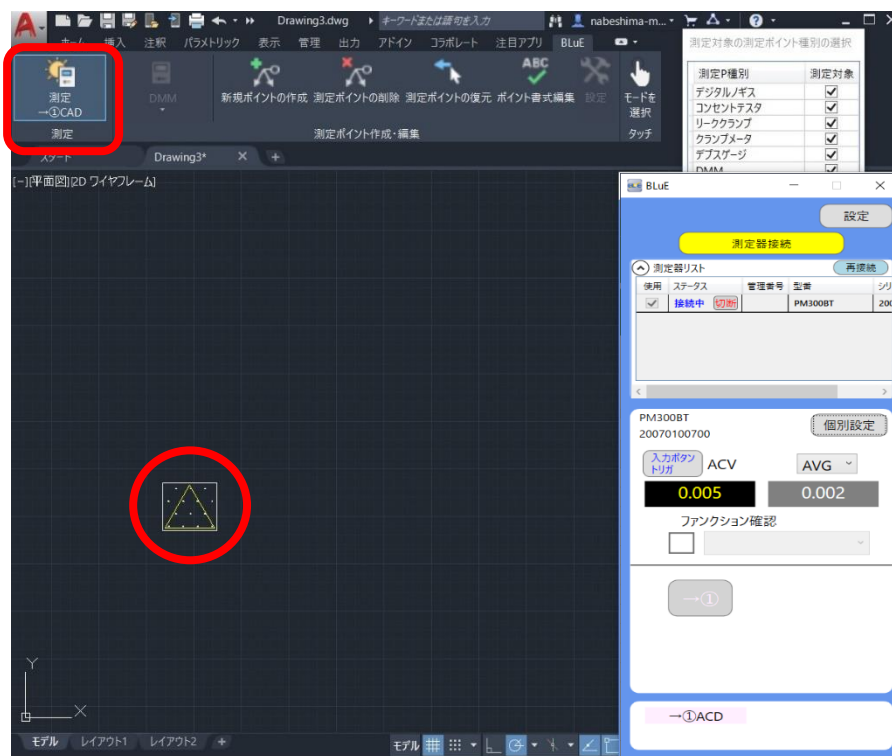 A Drawing3.dwg キーワードまたは語句を入力 nabeshima-m...
ホーム 挿入 注釈 パラメトリック 表示 管理 出力 アドイン コラボレート 注目アプリ BLuE
測定
→①CAD
測定
DMM
新規ポイントの作成 測定ポイントの削除 測定ポイントの復元 ポイント書式編集 設定
ABC
モードを
選択
測定ポイント作成・編集
タッチ
スタート Drawing3* × +
[−][平面図][2D ワイヤフレーム]
測定対象の測定ポイント種別の選択
測定P種別 測定対象
デジタルノギス
コンセントテスタ
リーククランプ
クランプメータ
デプスゲージ
DMM
BLuE
設定
測定器接続
測定器リスト 再接続
使用 ステータス 管理番号 型番 シリ
接続中 切断 PM300BT 200
PM300BT
20070100700
個別設定
入力ボタン
トリガ
ACV AVG
0.005 0.002
ファンクション確認
→①
→①ACD
Y
X
モデル レイアウト1 レイアウト2 +
モデル